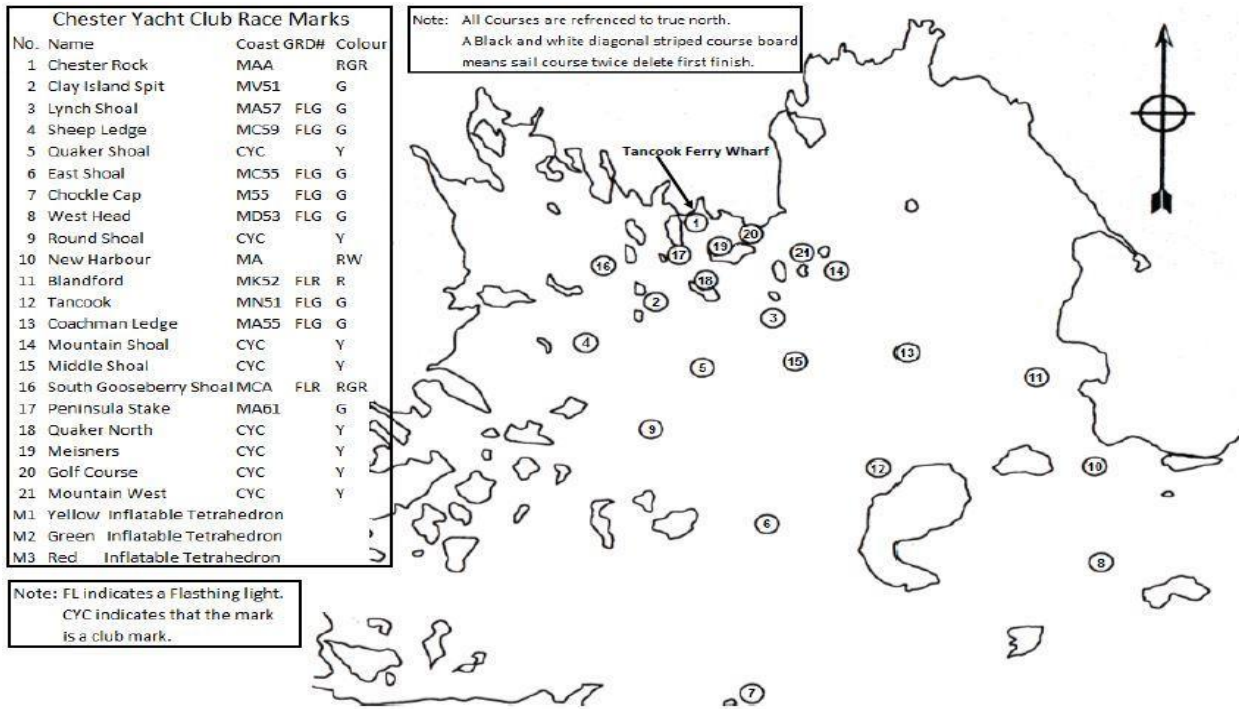 Chester Yacht Club Race Marks
No. Name Coast GRD# Colour
1 Chester Rock MAA RGR
2 Clay Island Spit MV51 G
3 Lynch Shoal MA57 FLG G
4 Sheep Ledge MC59 FLG G
5 Quaker Shoal CYC Y
6 East Shoal MC55 FLG G
7 Chockle Cap M55 FLG G
8 West Head MD53 FLG G
9 Round Shoal CYC Y
10 New Harbour MA RW
11 Blandford MK52 FLR R
12 Tancook MN51 FLG G
13 Coachman Ledge MA55 FLG G
14 Mountain Shoal CYC Y
15 Middle Shoal CYC Y
16 South Gooseberry Shoal MCA FLR RGR
17 Peninsula Stake MA61 G
18 Quaker North CYC Y
19 Meisners CYC Y
20 Golf Course CYC Y
21 Mountain West CYC Y
M1 Yellow Inflatable Tetrahedron
M2 Green Inflatable Tetrahedron
M3 Red Inflatable Tetrahedron
Note: FL indicates a Flasthing light.
CYC indicates that the mark
is a club mark.
Note: All Courses are refrenced to true north.
A Black and white diagonal striped course board
means sail course twice delete first finish.
Tancook Ferry Wharf
1
20
19
17
21
16
14
18
2
3
4
13
15
5
11
9
12
10
6
8
7